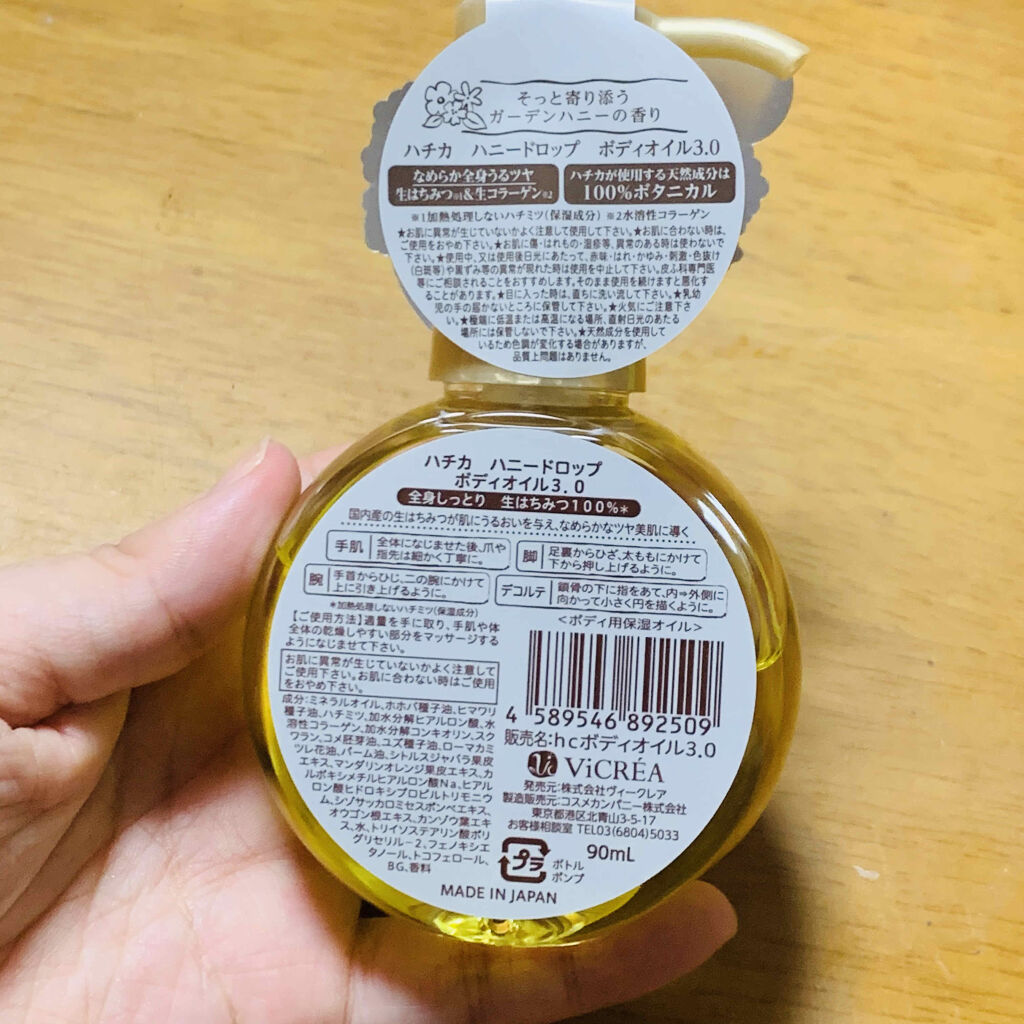 そっと寄り添う
ガーデンハニーの香り
ハチカ ハニードロップ ボディオイル3.0
なめらか全身うるツヤ
生はちみつ※1&生コラーゲン※2
ハチカが使用する天然成分は
100%ボタニカル
※1加熱処理しないハチミツ(保湿成分) ※2水溶性コラーゲン
★お肌に異常が生じていないかよく注意して使用して下さい。★お肌に合わない時は、
ご使用をおやめ下さい。★お肌に傷・はれもの・湿疹等、異常のある時は使わないで
下さい。★使用中、又は使用後日光にあたって、赤味・はれ・かゆみ・刺激・色抜け
(白斑等)や黒ずみ等の異常が現れた時は使用を中止して下さい。皮ふ科専門医
等にご相談されることをおすすめします。そのまま使用を続けますと悪化す
ることがあります。★目に入った時は、直ちに洗い流して下さい。★乳幼
児の手の届かないところに保管して下さい。★火気にご注意下さ
い。★極端に低温または高温になる場所、直射日光のあたる
場所には保管しないで下さい。★天然成分を使用して
いるため色調が変化する場合がありますが、
品質上問題はありません。
ハチカ ハニードロップ
ボディオイル3.0
全身しっとり 生はちみつ100%*
国内産の生はちみつが肌にうるおいを与え、なめらかなツヤ美肌に導く
手肌 全体になじませた後、爪や
指先は細かく丁寧に。
脚 足裏からひざ、太ももにかけて
下から押し上げるように。
腕 手首からひじ、二の腕にかけて
上に引き上げるように。
デコルテ 鎖骨の下に指をあて、内⇒外側に
向かって小さく円を描くように。
*加熱処理しないハチミツ(保湿成分)
<ボディ用保湿オイル>
【ご使用方法】適量を手に取り、手肌や体
全体の乾燥しやすい部分をマッサージする
ようになじませて下さい。
お肌に異常が生じていないかよく注意して
ご使用下さい。お肌に合わない時はご使用
をおやめ下さい。
成分:ミネラルオイル、ホホバ種子油、ヒマワリ
種子油、ハチミツ、加水分解ヒアルロン酸、水
溶性コラーゲン、加水分解コンキオリン、スク
ワラン、コメ胚芽油、ユズ種子油、ローマカミ
ツレ花油、パーム油、シトルスジャバラ果皮
エキス、マンダリンオレンジ果皮エキス、カル
ボキシメチルヒアルロン酸Na、ヒアル
ロン酸ヒドロキシプロピルトリモニウ
ム、シソサッカロミセスポンベエキス、
オウゴン根エキス、カンゾウ葉エキ
ス、水、トリイソステアリン酸ポリ
グリセリル-2、フェノキシエ
タノール、トコフェロール、
BG、香料
4 589546 892509
販売名:hcボディオイル3.0
ViCRÉA
発売元:株式会社ヴィークレア
製造販売元:コスメカンパニー株式会社
東京都港区北青山3-5-17
お客様相談室 TEL03(6804)5033
90mL
プラ
ボトル
ポンプ
MADE IN JAPAN